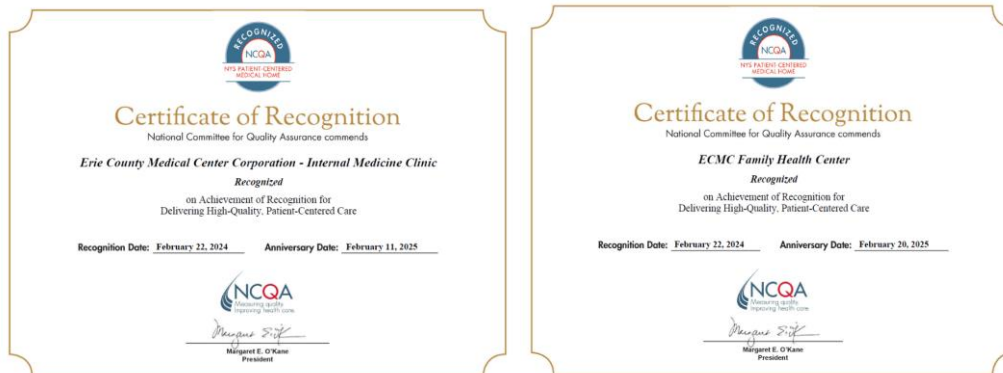 RECOGNIZED
NCQA
NYS PATIENT-CENTERED
MEDICAL HOME
Certificate of Recognition
National Committee for Quality Assurance commends
Erie County Medical Center Corporation - Internal Medicine Clinic
Recognized
on Achievement of Recognition for
Delivering High-Quality, Patient-Centered Care
Recognition Date: February 22, 2024 Anniversary Date: February 11, 2025
NCQA
Measuring quality.
Improving health care.
Margaret E. O'Kane
President
RECOGNIZED
NCQA
NYS PATIENT-CENTERED
MEDICAL HOME
Certificate of Recognition
National Committee for Quality Assurance commends
ECMC Family Health Center
Recognized
on Achievement of Recognition for
Delivering High-Quality, Patient-Centered Care
Recognition Date: February 22, 2024 Anniversary Date: February 20, 2025
NCQA
Measuring quality.
Improving health care.
Margaret E. O'Kane
President